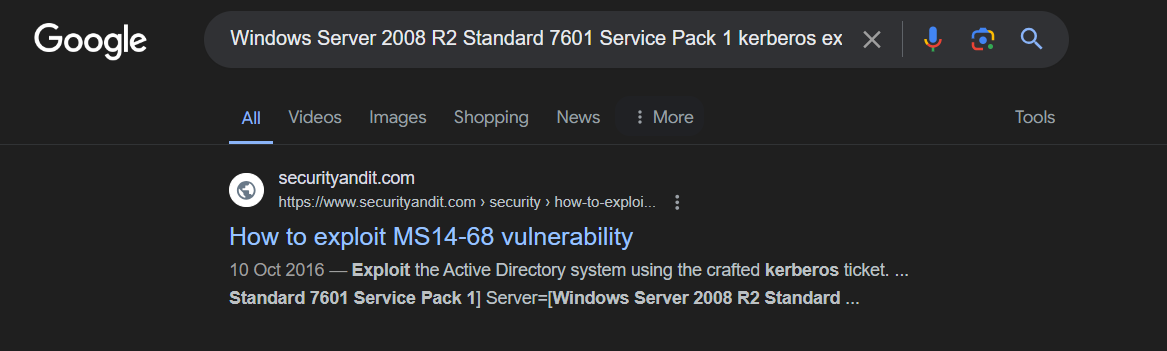 Google
Windows Server 2008 R2 Standard 7601 Service Pack 1 kerberos ex
All Videos Images Shopping News More Tools
securityandit.com
https://www.securityandit.com › security › how-to-exploi...
How to exploit MS14-68 vulnerability
10 Oct 2016 — Exploit the Active Directory system using the crafted kerberos ticket. ...
Standard 7601 Service Pack 1] Server=[Windows Server 2008 R2 Standard ...